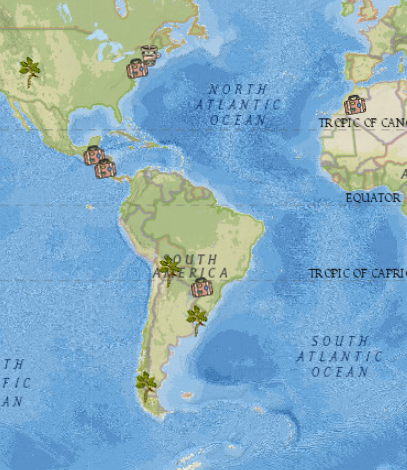 NORTH
ATLANTIC
OCEAN
TROPIC OF CANC
A
EQUATOR
SOUTH
AMERICA
TROPIC OF CAPRIC
SOUTH
ATLANTIC
OCEAN
TH
FIC
AN